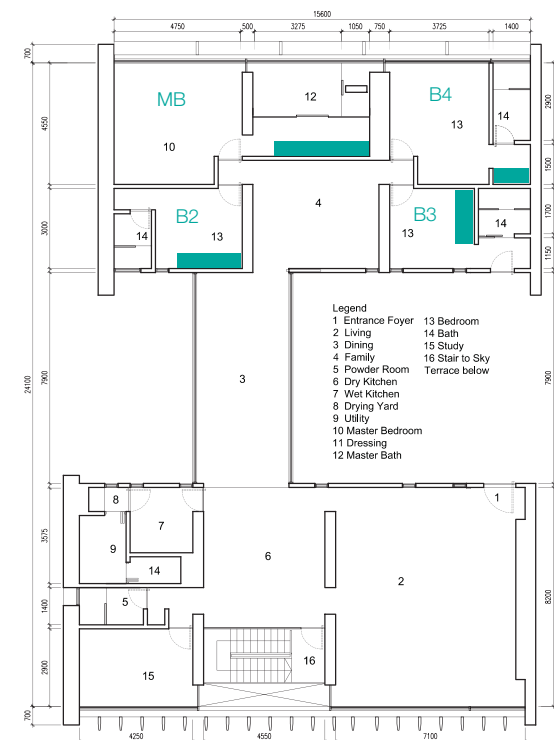 15600
4750 500 3275 1050 750 3725 1400
700
4550
3000
24100
7900
3575
1400
2900
700
2900
1500
1700
1150
7900
8200
MB
10
12
B4
13
14
B2
13
14
4
B3
13
14
3
Legend
1 Entrance Foyer
2 Living
3 Dining
4 Family
5 Powder Room
6 Dry Kitchen
7 Wet Kitchen
8 Drying Yard
9 Utility
10 Master Bedroom
11 Dressing
12 Master Bath
13 Bedroom
14 Bath
15 Study
16 Stair to Sky
Terrace below
8
7
1
9
14
6
2
5
15
16
4250 4550 7100